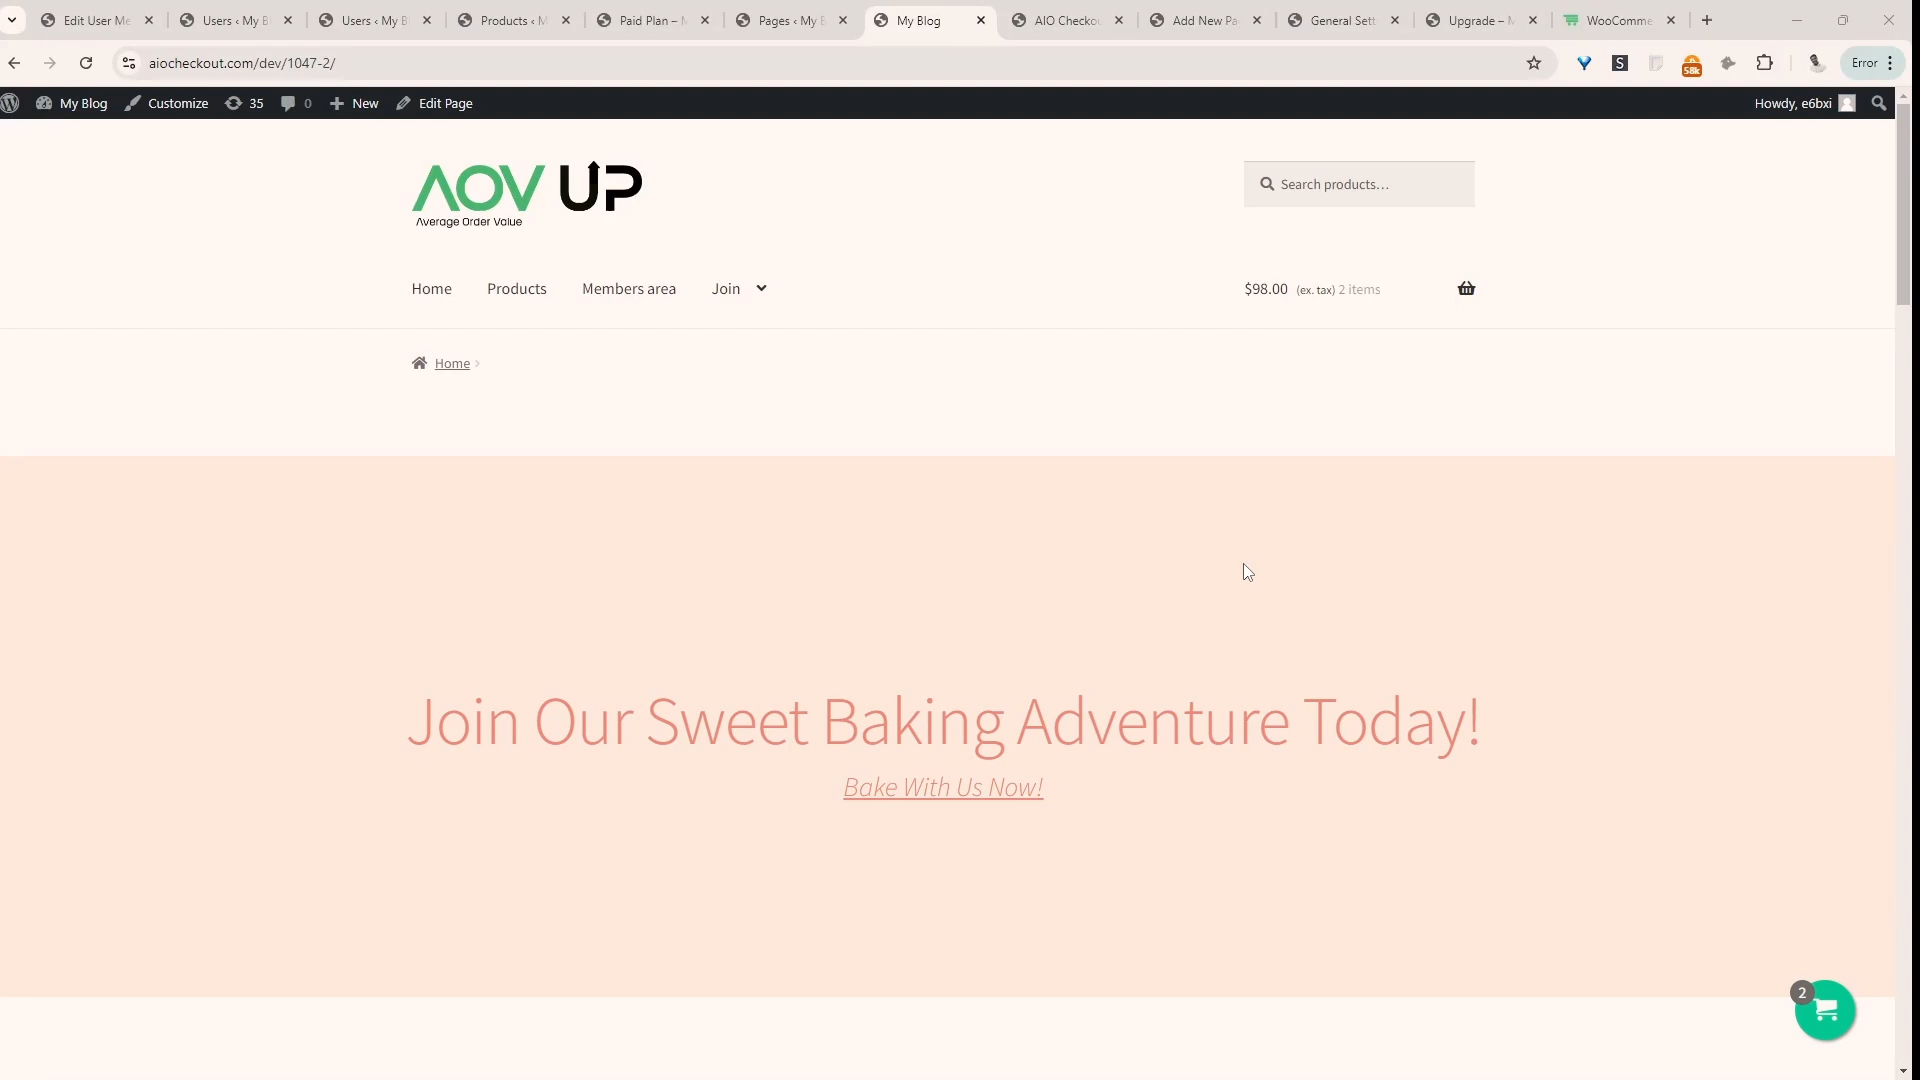 Edit User Me
Users ‹ My B
Users ‹ My B
Products ‹ M
Paid Plan – M
Pages ‹ My B
My Blog
AIO Checkou
Add New Pa
General Sett
Upgrade – M
WooComme
aiocheckout.com/dev/1047-2/
S
58k
Error
My Blog
Customize
35
0
New
Edit Page
Howdy, e6bxi
AOV UP
Average Order Value
Search products…
Home
Products
Members area
Join
$98.00 (ex. tax) 2 items
Home
Join Our Sweet Baking Adventure Today!
Bake With Us Now!
2